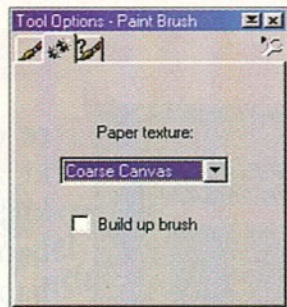 Tool Options - Paint Brush
Paper texture:
Coarse Canvas
Build up brush